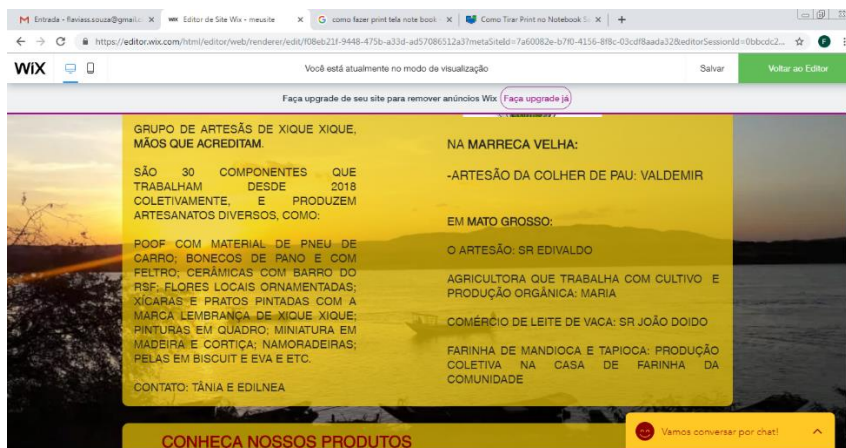 Entrada - flaviass.souza@gmail.c
Editor de Site Wix - meusite
como fazer print tela note book
Como Tirar Print no Notebook S
https://editor.wix.com/html/editor/web/renderer/edit/f08eb21f-9448-475b-a33d-ad57086512a3?metaSiteId=7a60082e-b7f0-4156-8f8c-03cdf8aada32&editorSessionId=0bbcdc2...
WiX
Você está atualmente no modo de visualização
Salvar
Voltar ao Editor
Faça upgrade de seu site para remover anúncios Wix
Faça upgrade já
GRUPO DE ARTESÃS DE XIQUE XIQUE,
MÃOS QUE ACREDITAM.
SÃO 30 COMPONENTES QUE
TRABALHAM DESDE 2018
COLETIVAMENTE, E PRODUZEM
ARTESANATOS DIVERSOS, COMO:
POOF COM MATERIAL DE PNEU DE
CARRO; BONECOS DE PANO E COM
FELTRO; CERÂMICAS COM BARRO DO
RSF; FLORES LOCAIS ORNAMENTADAS;
XÍCARAS E PRATOS PINTADAS COM A
MARCA LEMBRANÇA DE XIQUE XIQUE;
PINTURAS EM QUADRO; MINIATURA EM
MADEIRA E CORTIÇA; NAMORADEIRAS;
PELAS EM BISCUIT E EVA E ETC.
CONTATO: TÂNIA E EDILNEA
NA MARRECA VELHA:
-ARTESÃO DA COLHER DE PAU: VALDEMIR
EM MATO GROSSO:
O ARTESÃO: SR EDIVALDO
AGRICULTORA QUE TRABALHA COM CULTIVO E
PRODUÇÃO ORGÂNICA: MARIA
COMÉRCIO DE LEITE DE VACA: SR JOÃO DOIDO
FARINHA DE MANDIOCA E TAPIOCA: PRODUÇÃO
COLETIVA NA CASA DE FARINHA DA
COMUNIDADE
CONHEÇA NOSSOS PRODUTOS
Vamos conversar por chat!